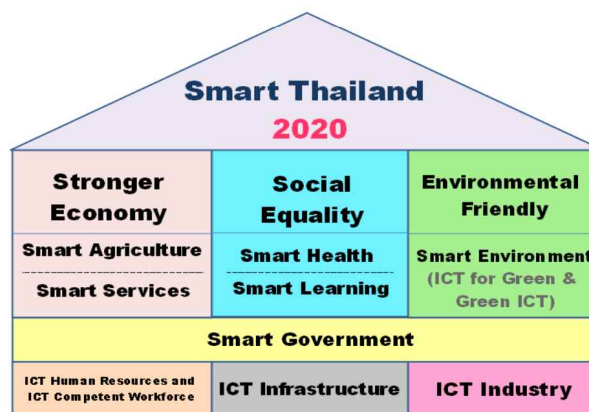 Smart Thailand
2020
Stronger
Economy
Social
Equality
Environmental
Friendly
Smart Agriculture
Smart Services
Smart Health
Smart Learning
Smart Environment
(ICT for Green &
Green ICT)
Smart Government
ICT Human Resources and
ICT Competent Workforce
ICT Infrastructure
ICT Industry